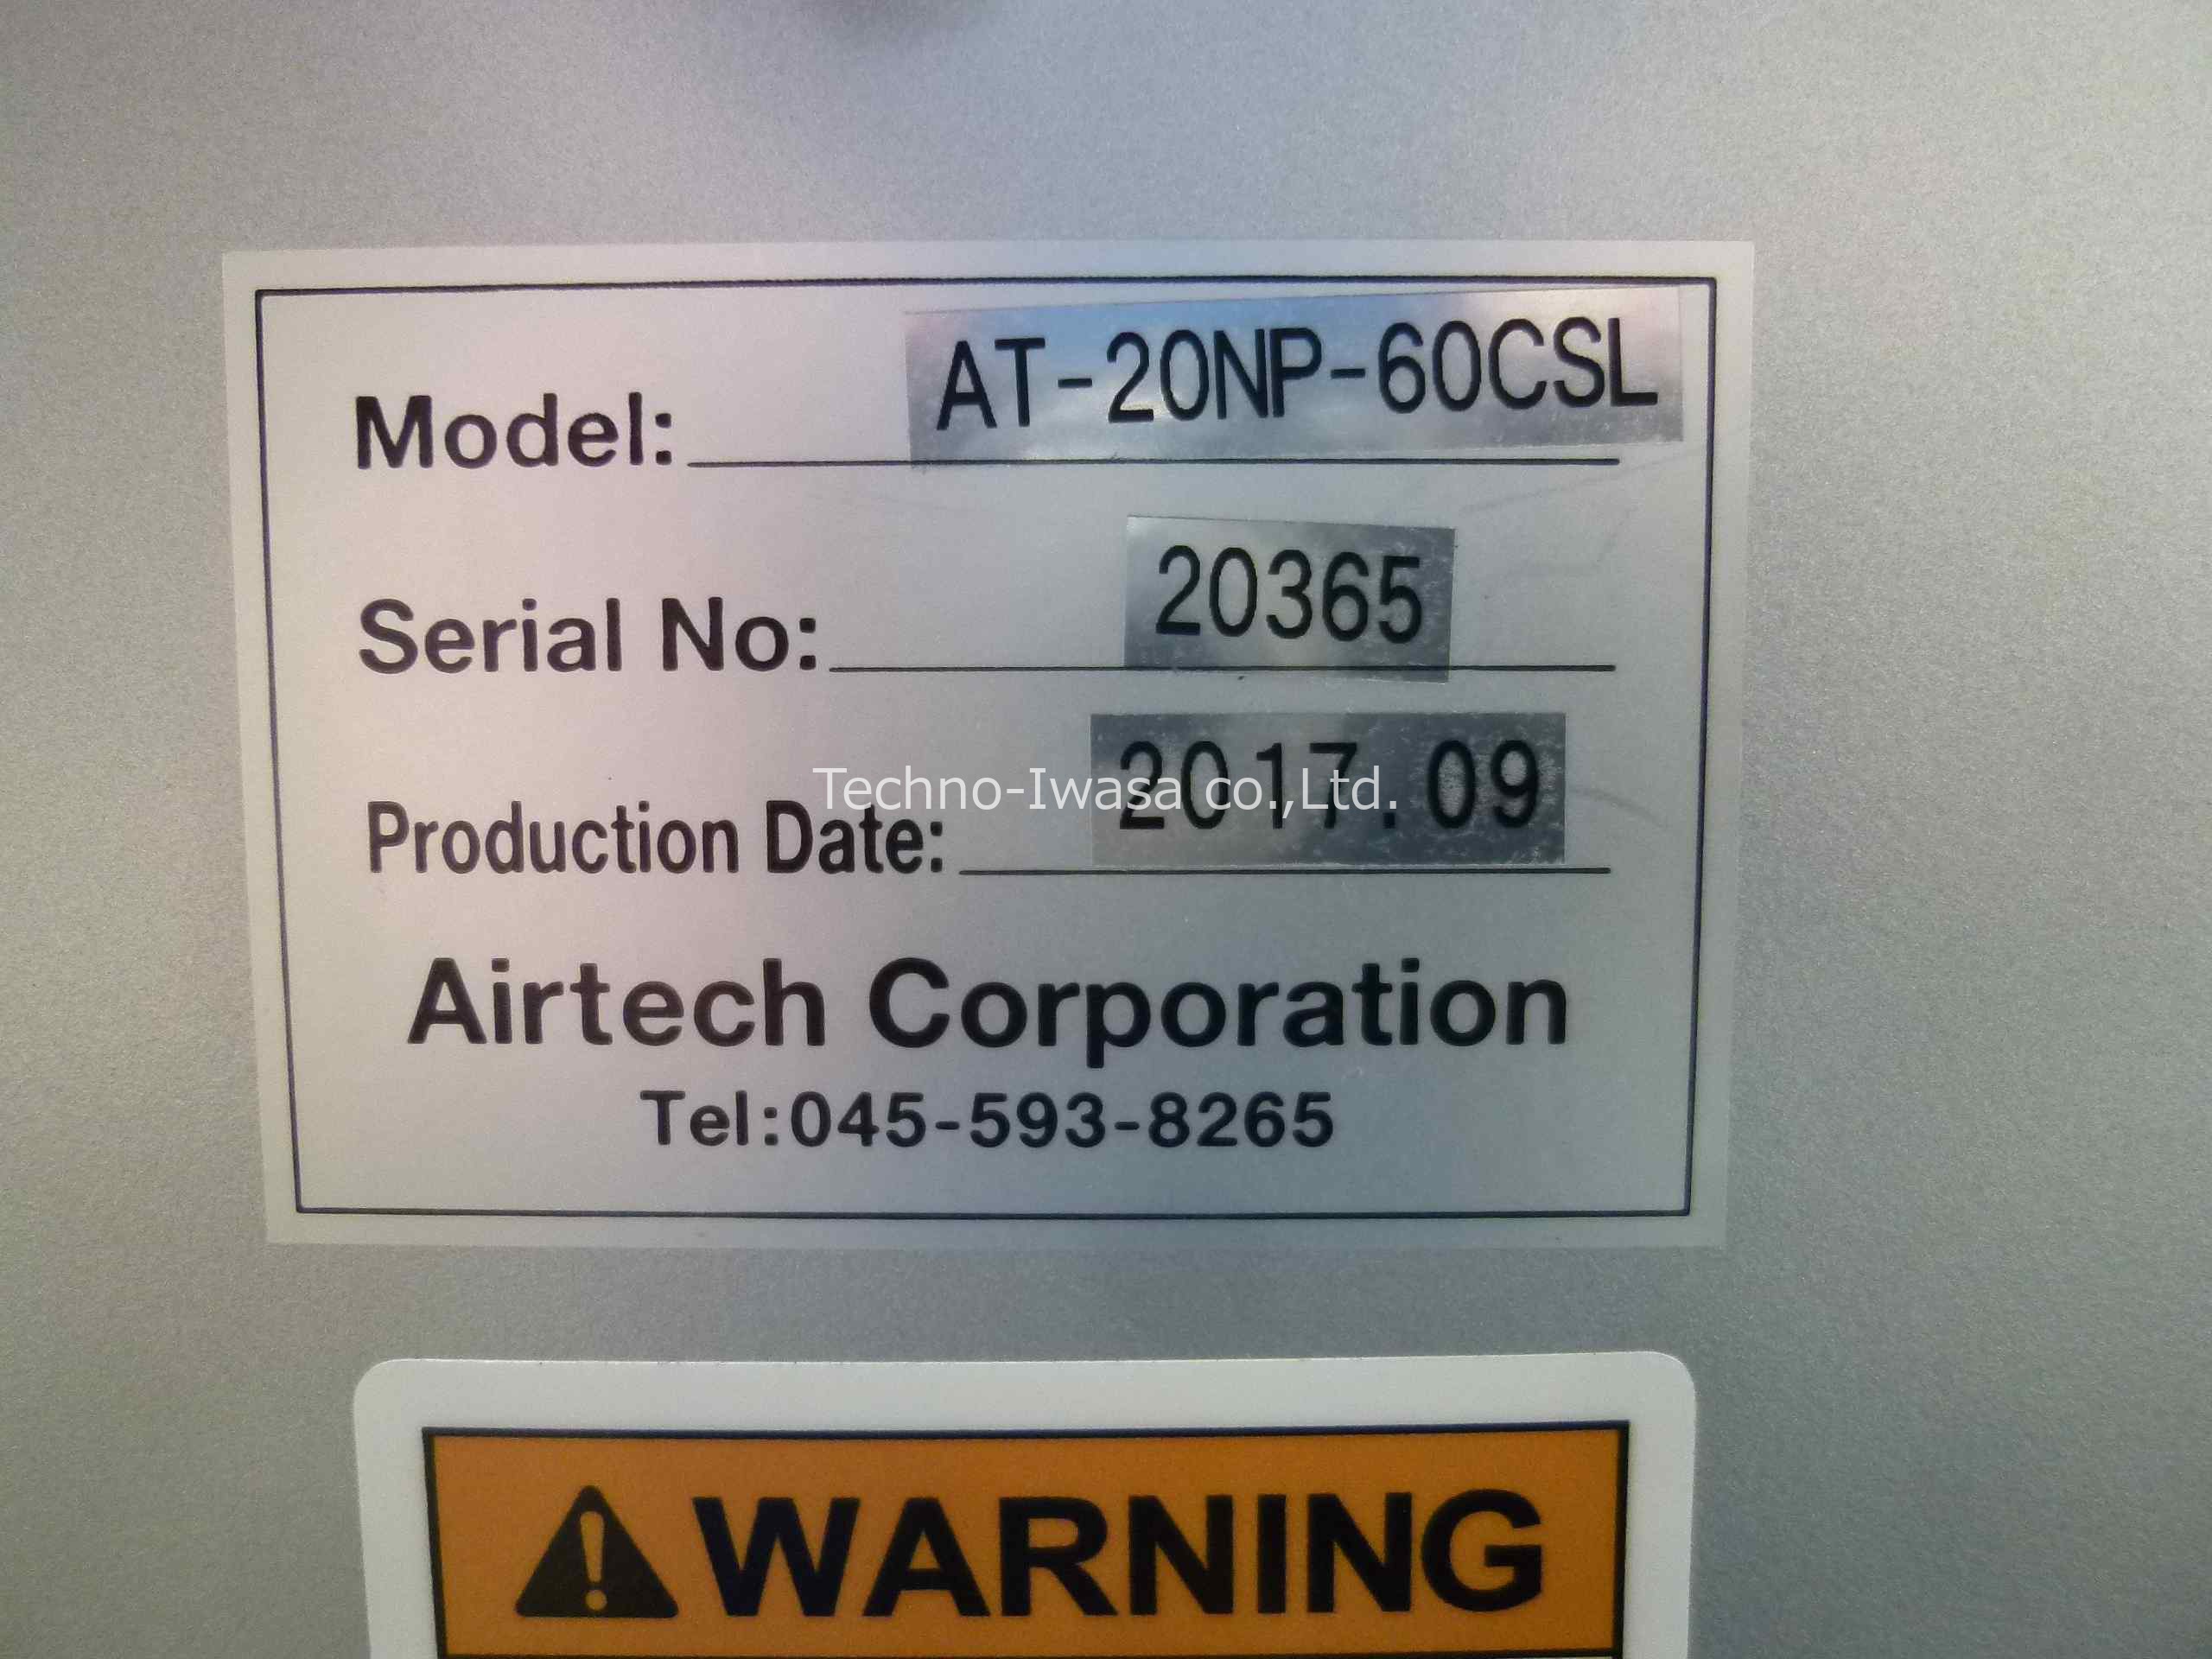 Model: AT-20NP-60CSL
Serial No: 20365
Production Date: 2017.09
Techno-Iwasa co.,Ltd.
Airtech Corporation
Tel:045-593-8265
WARNING